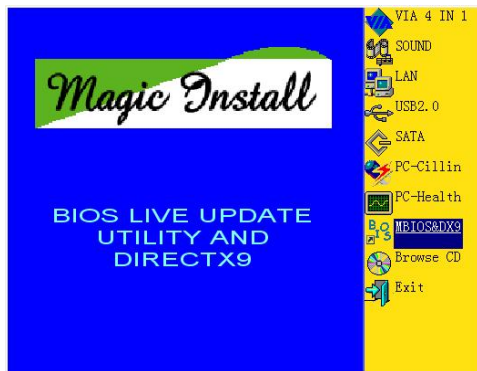 Magic Install
BIOS LIVE UPDATE
UTILITY AND
DIRECTX9
VIA 4 IN 1
SOUND
LAN
USB2.0
SATA
PC-Cillin
PC-Health
BIOS
MBIOS&DX9
Browse CD
Exit